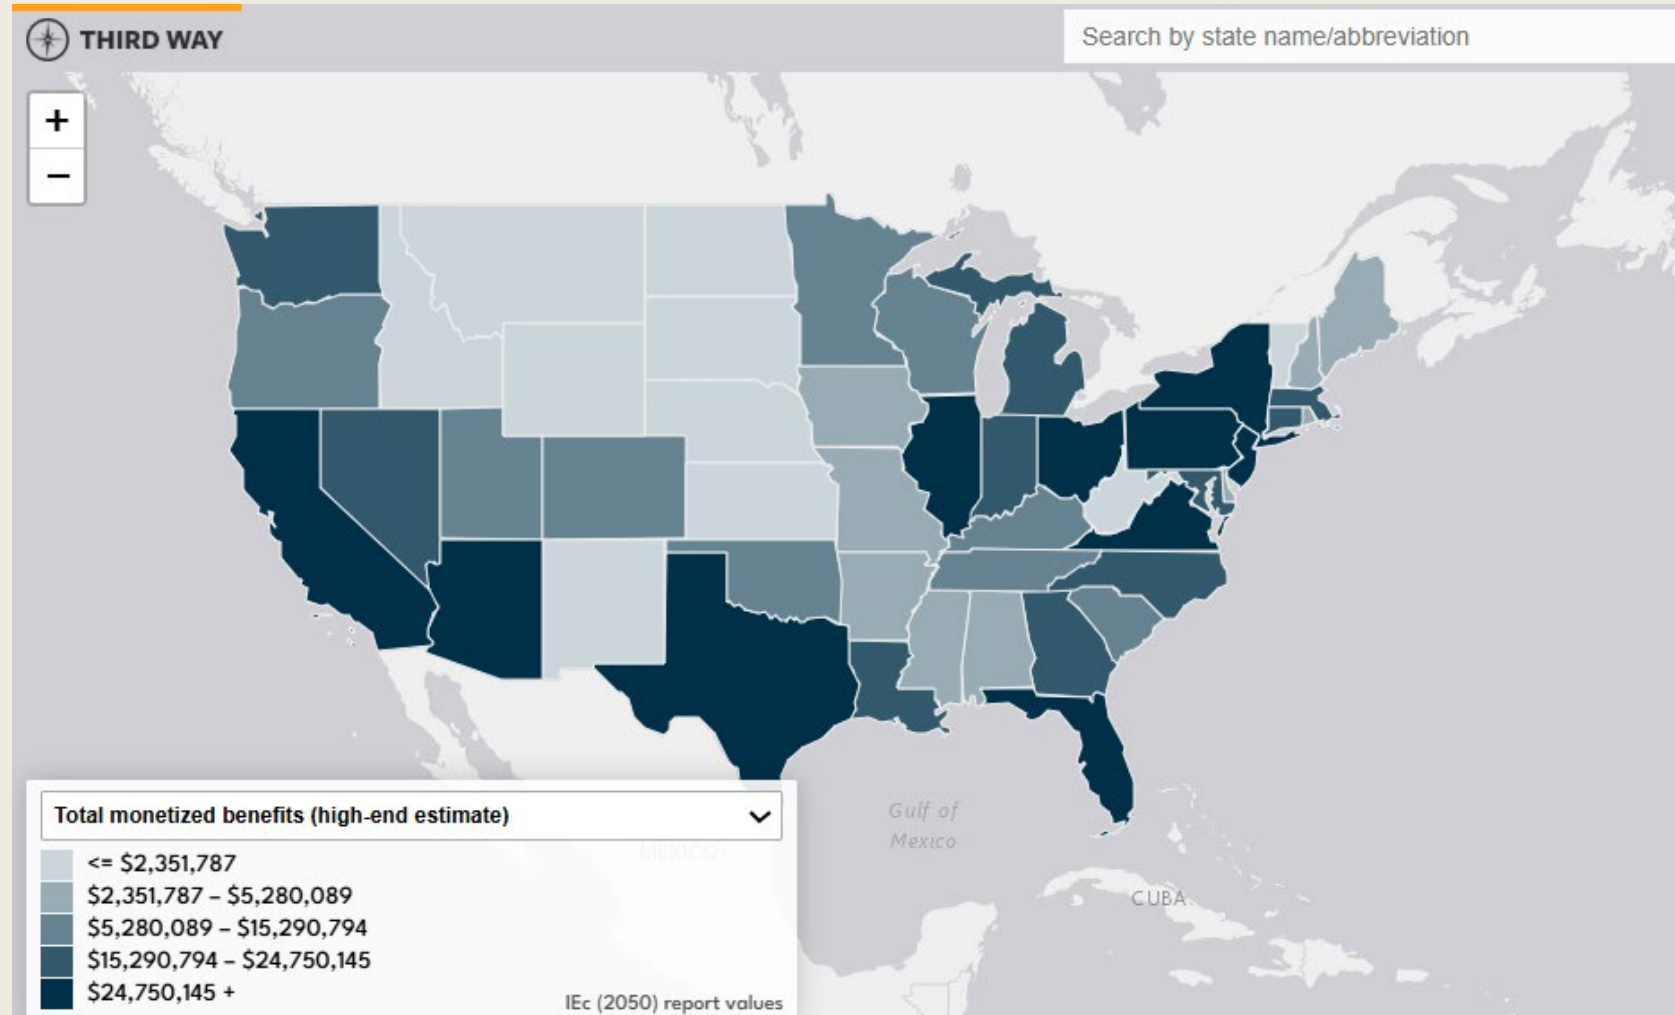 THIRD WAY
Search by state name/abbreviation
+
−
Gulf of
Mexico
MEXICO
CUBA
Total monetized benefits (high-end estimate)
<= $2,351,787
$2,351,787 – $5,280,089
$5,280,089 – $15,290,794
$15,290,794 – $24,750,145
$24,750,145 +
IEc (2050) report values